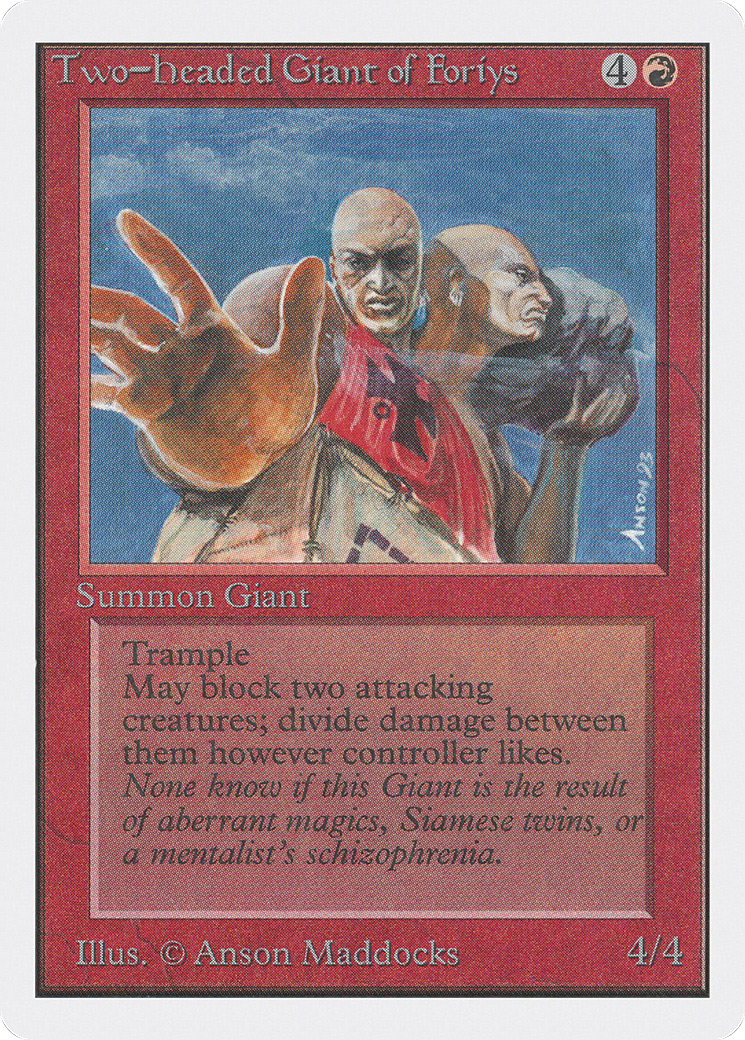 Two-Headed Giant of Foriys 4
Anson 93
Summon Giant
Trample
May block two attacking
creatures; divide damage between
them however controller likes.
None know if this Giant is the result
of aberrant magics, Siamese twins, or
a mentalist's schizophrenia.
Illus. © Anson Maddocks 4/4